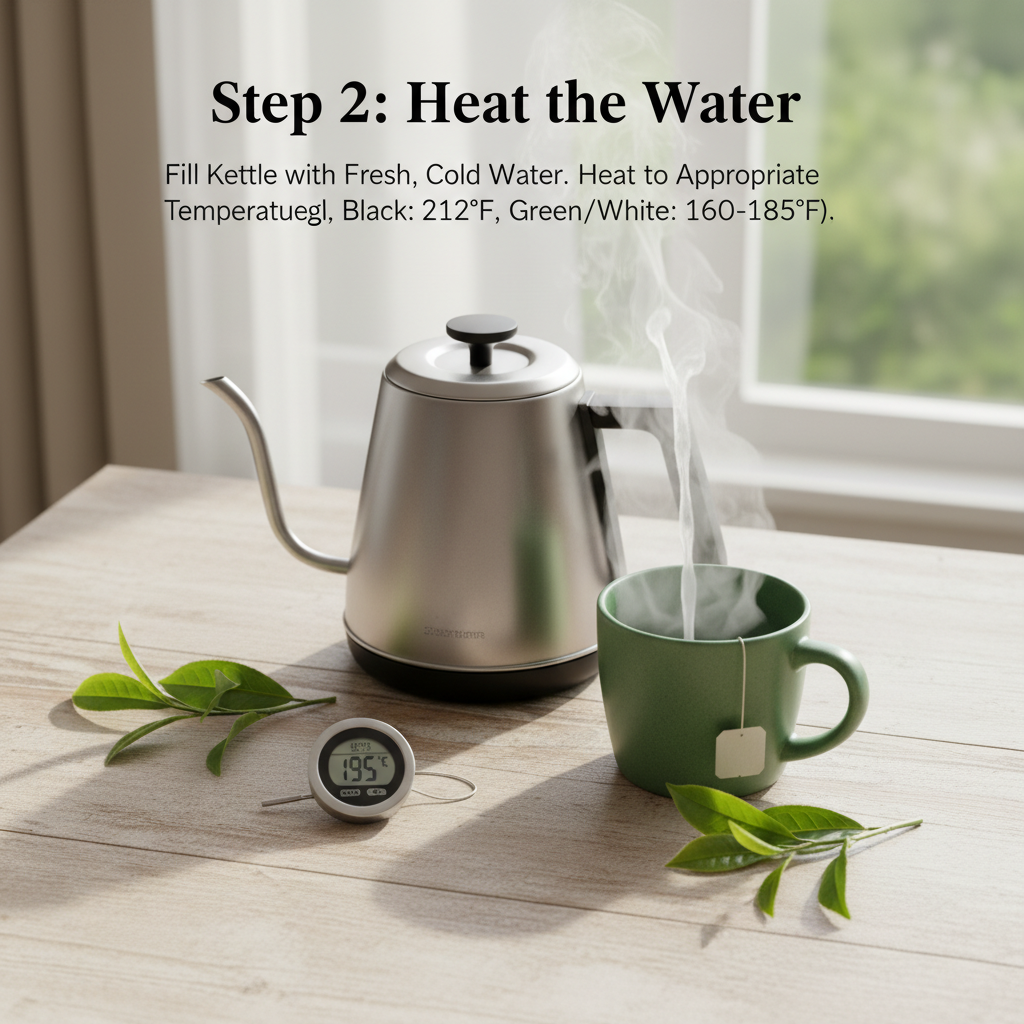 Step 2: Heat the Water
Fill Kettle with Fresh, Cold Water. Heat to Appropriate
Temperatuegl, Black: 212°F, Green/White: 160-185°F).
195°